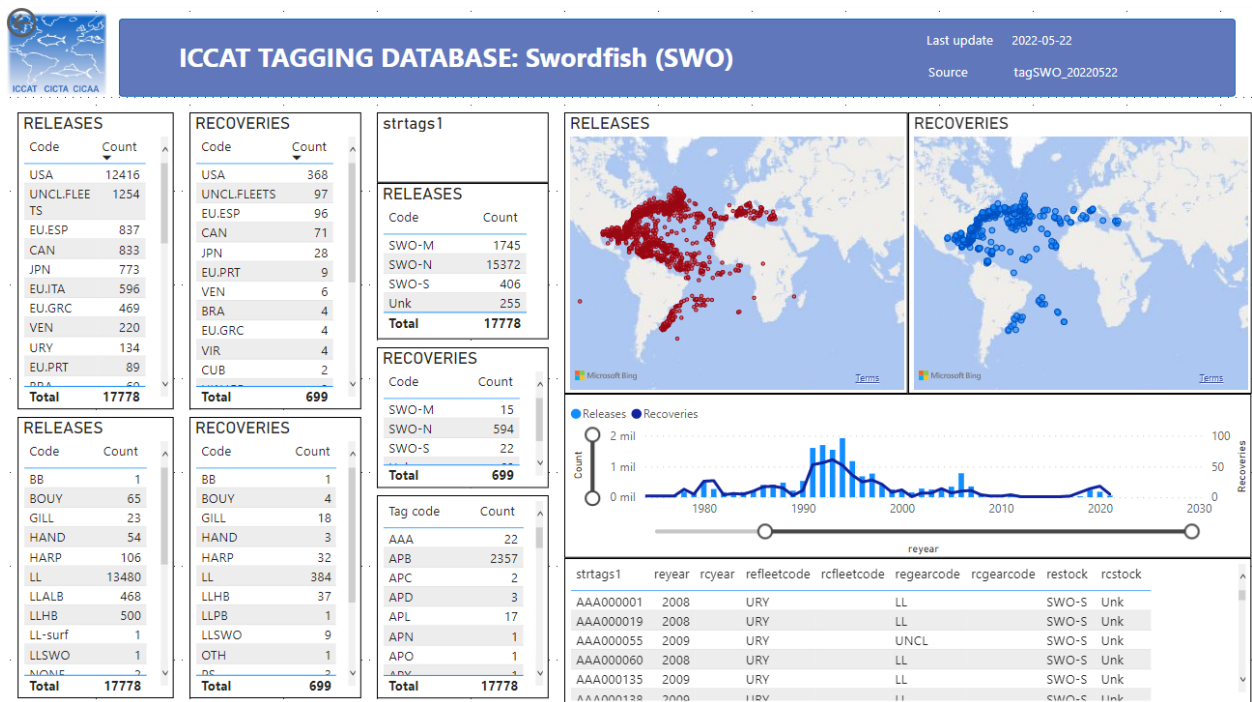 ICCAT CICTA CICAA
ICCAT TAGGING DATABASE: Swordfish (SWO)
Last update 2022-05-22
Source tagSWO_20220522
RELEASES
Code Count
USA 12416
UNCL.FLEE 1254
TS
EU.ESP 837
CAN 833
JPN 773
EU.ITA 596
EU.GRC 469
VEN 220
URY 134
EU.PRT 89
BRA 60
Total 17778
RECOVERIES
Code Count
USA 368
UNCL.FLEETS 97
EU.ESP 96
CAN 71
JPN 28
EU.PRT 9
VEN 6
BRA 4
EU.GRC 4
VIR 4
CUB 2
Total 699
strtags1
RELEASES
Code Count
SWO-M 1745
SWO-N 15372
SWO-S 406
Unk 255
Total 17778
RECOVERIES
Code Count
SWO-M 15
SWO-N 594
SWO-S 22
Total 699
RELEASES
Code Count
BB 1
BOUY 65
GILL 23
HAND 54
HARP 106
LL 13480
LLALB 468
LLHB 500
LL-surf 1
LLSWO 1
NONE 2
Total 17778
RECOVERIES
Code Count
BB 1
BOUY 4
GILL 18
HAND 3
HARP 32
LL 384
LLHB 37
LLPB 1
LLSWO 9
OTH 1
Total 699
Tag code Count
AAA 22
APB 2357
APC 2
APD 3
APL 17
APN 1
APO 1
Total 17778
RELEASES
Microsoft Bing
Terms
RECOVERIES
Microsoft Bing
Terms
Releases Recoveries
2 mil
1 mil
0 mil
Count
100
50
0
Recoveries
1980 1990 2000 2010 2020 2030
reyear
strtags1 reyear rcyear refleetcode rcfleetcode regearcode rcgearcode restock rcstock
AAA000001 2008 URY LL SWO-S Unk
AAA000019 2008 URY LL SWO-S Unk
AAA000055 2009 URY UNCL SWO-S Unk
AAA000060 2008 URY LL SWO-S Unk
AAA000135 2009 URY LL SWO-S Unk
AAA000138 2009 URY LL SWO-S Unk